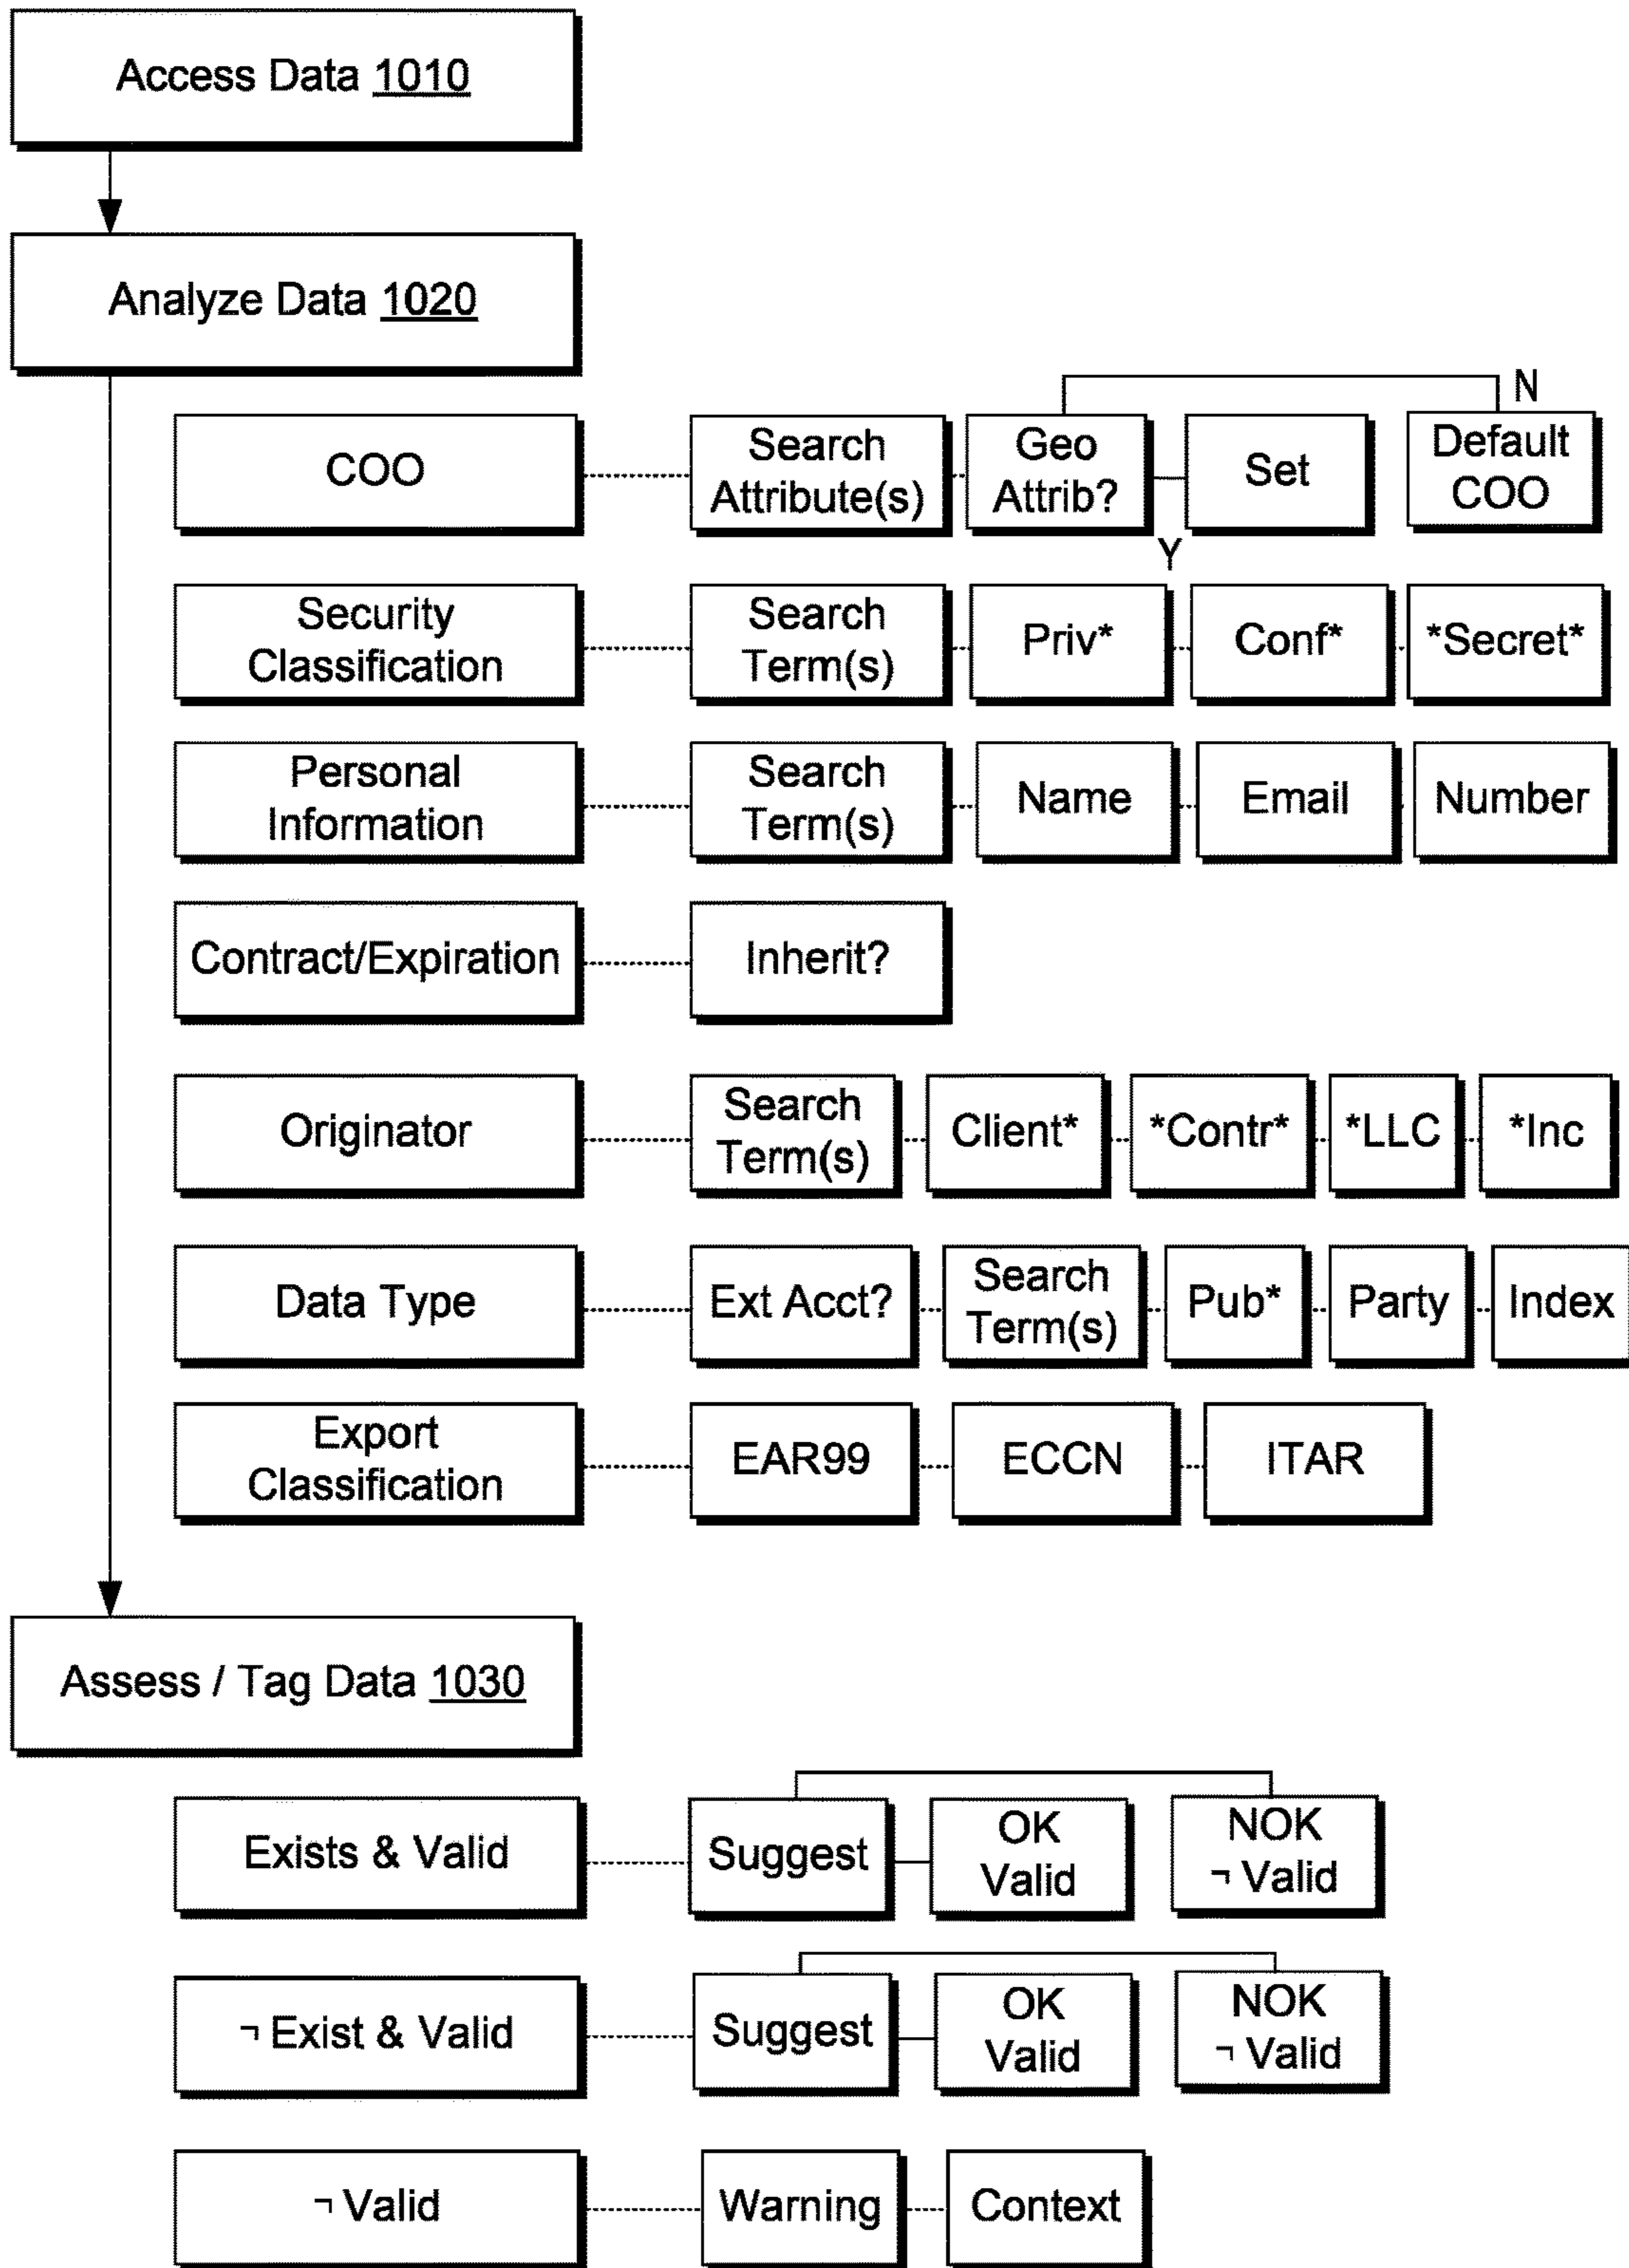 Access Data 1010
Analyze Data 1020
N
COO
Search
Attribute(s)
Geo
Attrib?
Set
Default
COO
Y
Security
Classification
Search
Term(s)
Priv*
Conf*
*Secret*
Personal
Information
Search
Term(s)
Name
Email
Number
Contract/Expiration
Inherit?
Originator
Search
Term(s)
Client*
*Contr*
*LLC
*Inc
Data Type
Ext Acct?
Search
Term(s)
Pub*
Party
Index
Export
Classification
EAR99
ECCN
ITAR
Assess / Tag Data 1030
Exists & Valid
Suggest
OK
Valid
NOK
¬ Valid
¬ Exist & Valid
Suggest
OK
Valid
NOK
¬ Valid
¬ Valid
Warning
Context